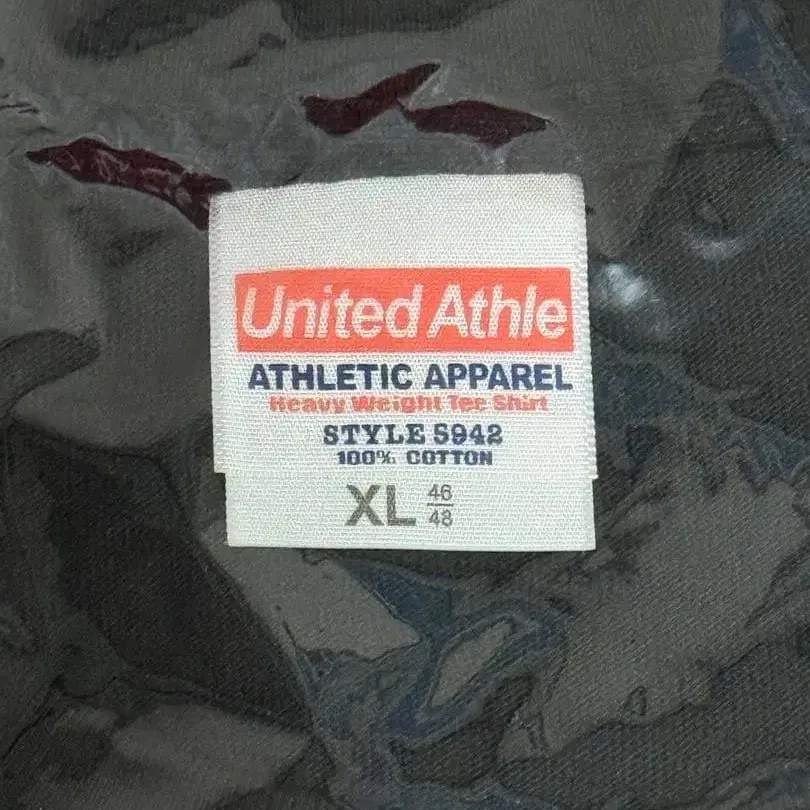 United Athle
ATHLETIC APPAREL
Heavy Weight Tee Shirt
STYLE 5942
100% COTTON
XL 46/48